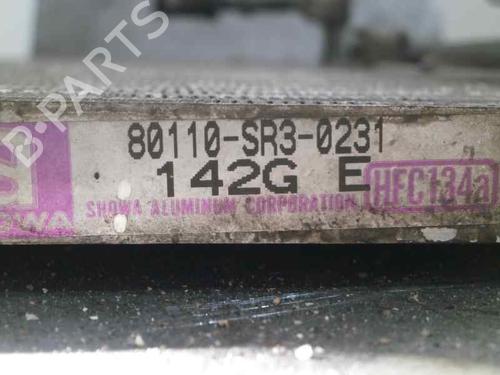 B-PARTS
80110-SR3-0231
142G E
SHOWA ALUMINUM CORPORATION
HFC134a